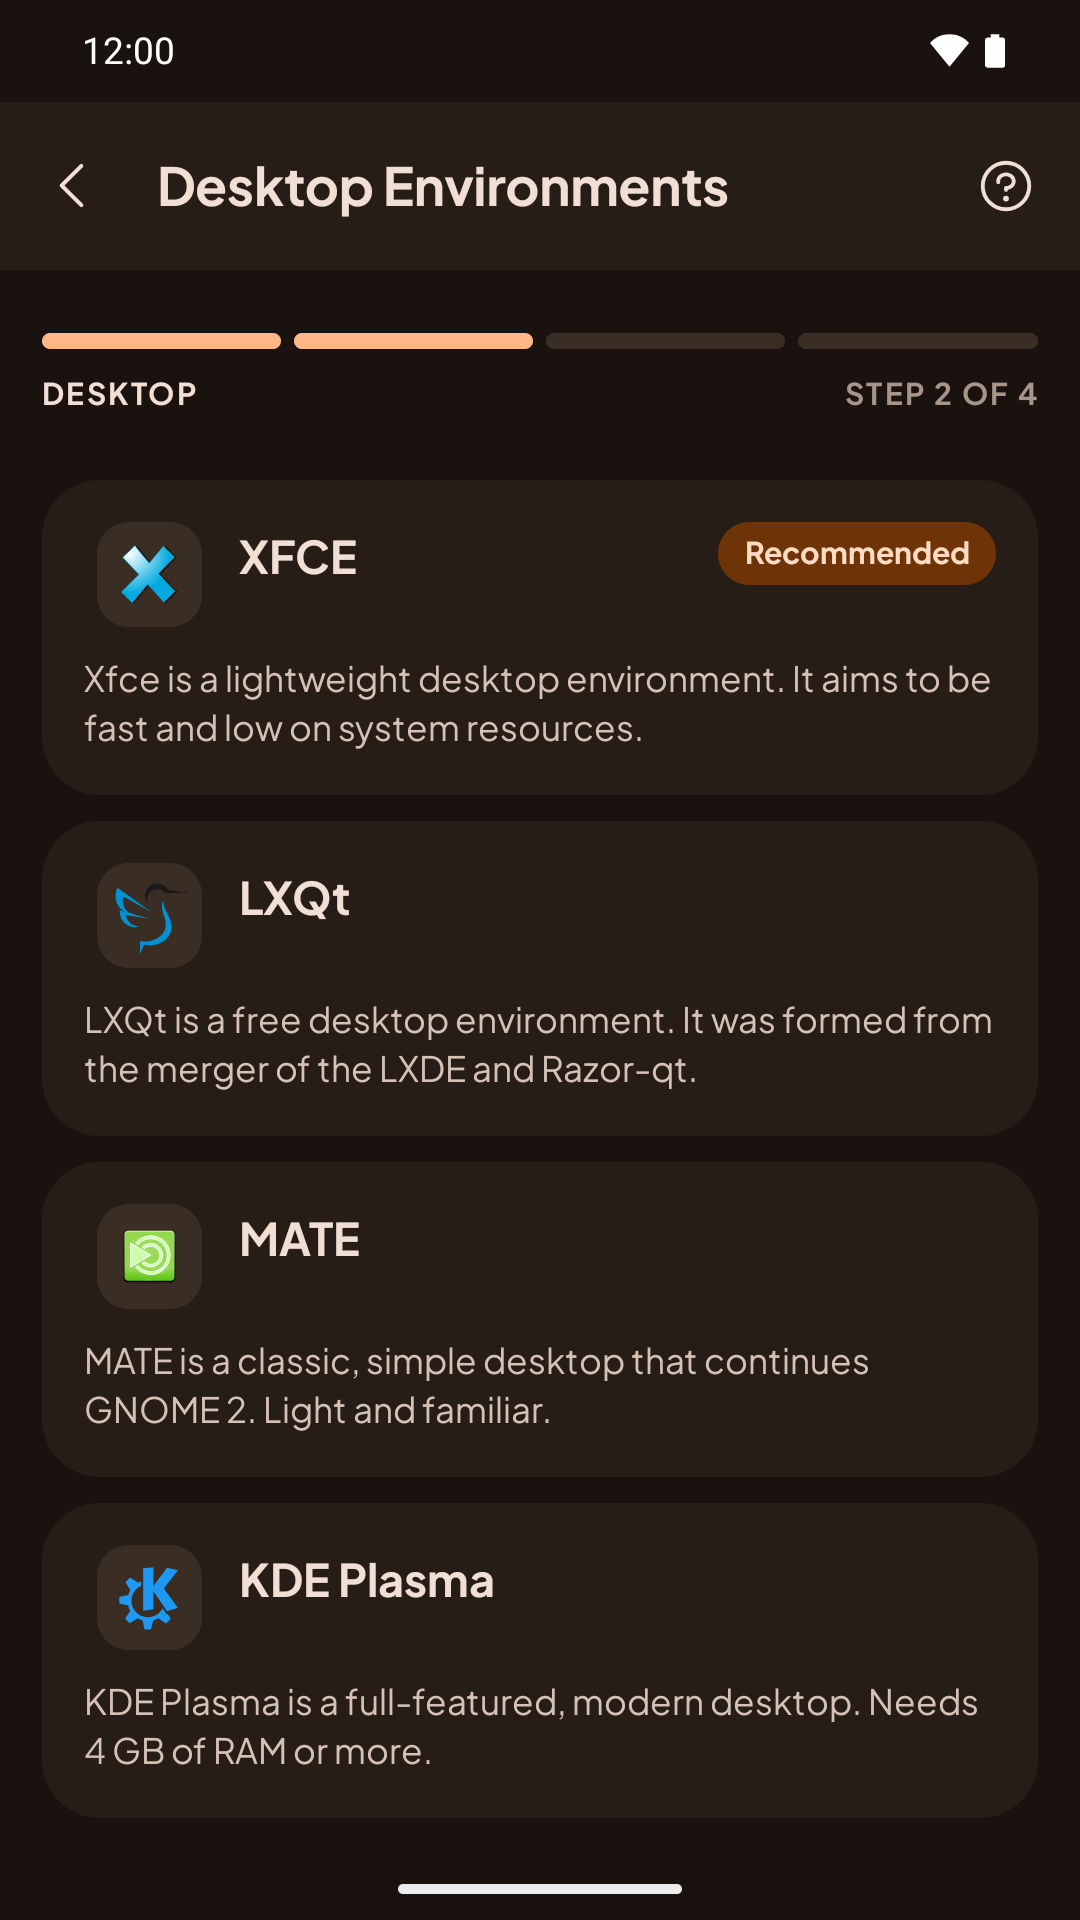 12:00
Desktop Environments
DESKTOP
STEP 2 OF 4
XFCE
Recommended
Xfce is a lightweight desktop environment. It aims to be
fast and low on system resources.
LXQt
LXQt is a free desktop environment. It was formed from
the merger of the LXDE and Razor-qt.
MATE
MATE is a classic, simple desktop that continues
GNOME 2. Light and familiar.
KDE Plasma
KDE Plasma is a full-featured, modern desktop. Needs
4 GB of RAM or more.